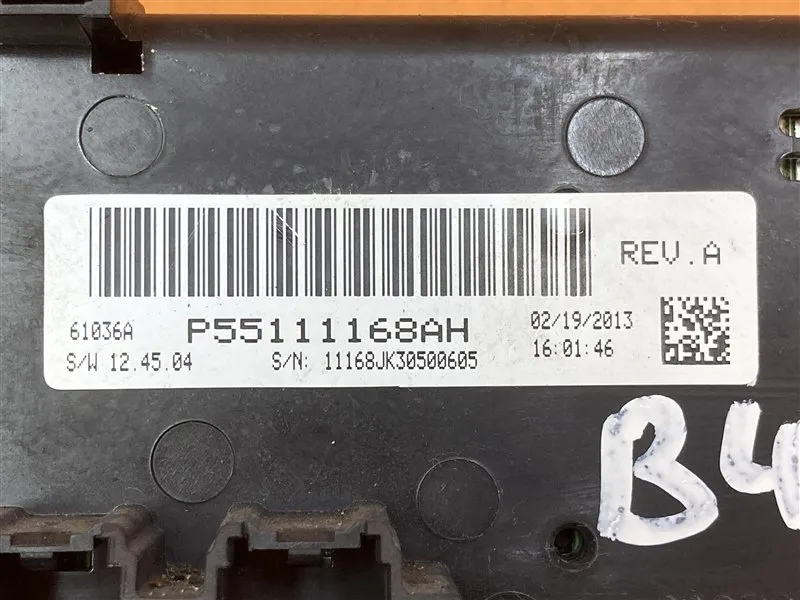 REV.A
61036A P55111168AH 02/19/2013
S/W 12.45.04 S/N: 11168JK30500605 16:01:46
B4